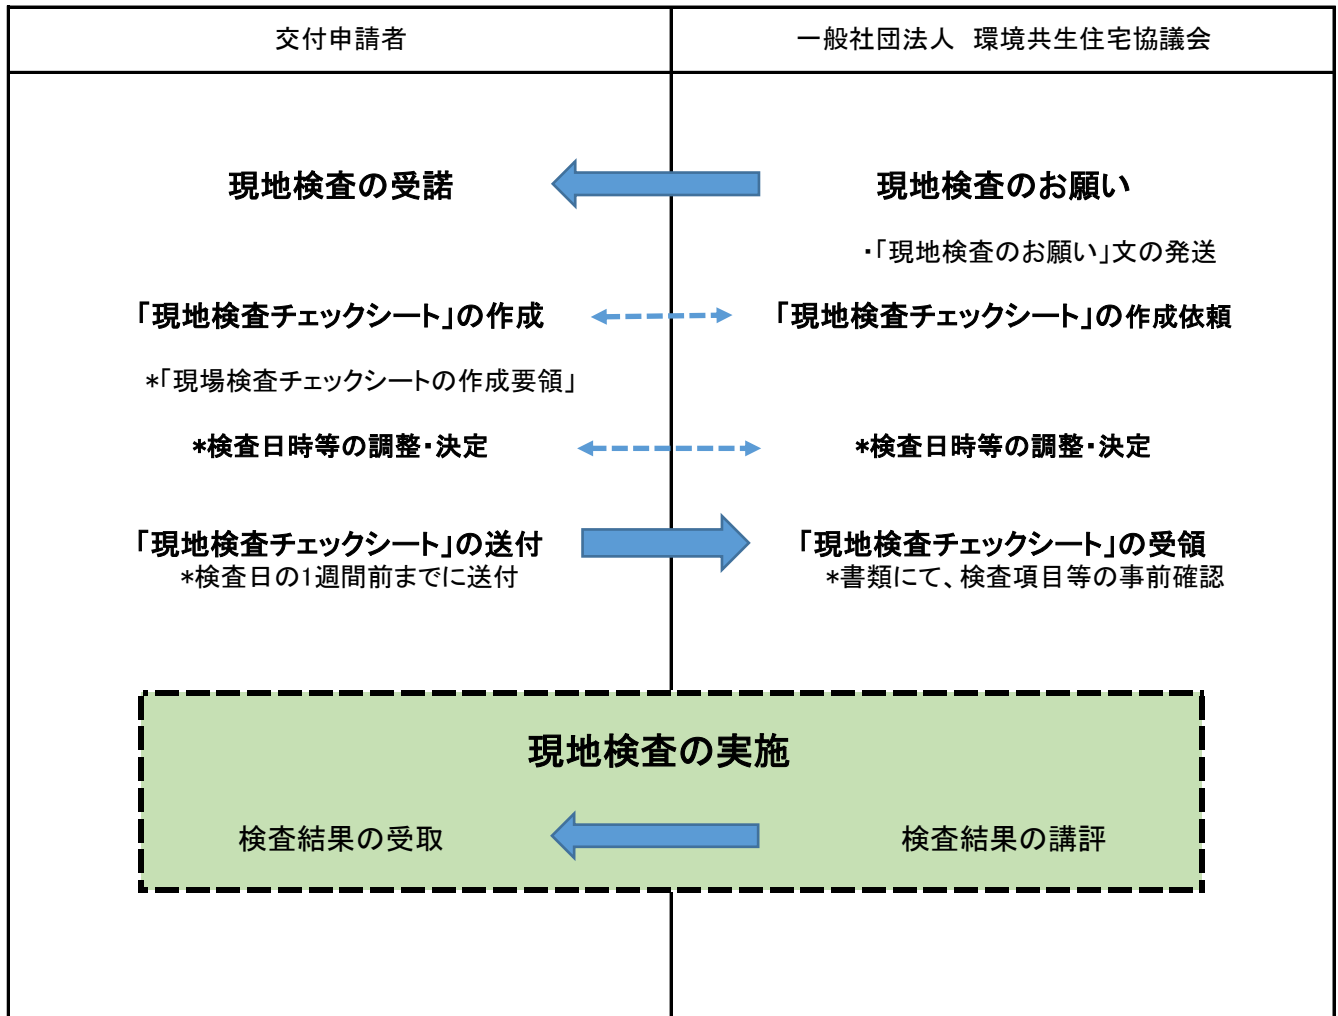 交付申請者
一般社団法人 環境共生住宅協議会
現地検査の受諾
現地検査のお願い
・「現地検査のお願い」文の発送
「現地検査チェックシート」の作成
「現地検査チェックシート」の作成依頼
*「現場検査チェックシートの作成要領」
*検査日時等の調整・決定
*検査日時等の調整・決定
「現地検査チェックシート」の送付
「現地検査チェックシート」の受領
*検査日の1週間前までに送付
*書類にて、検査項目等の事前確認
現地検査の実施
検査結果の受取
検査結果の講評